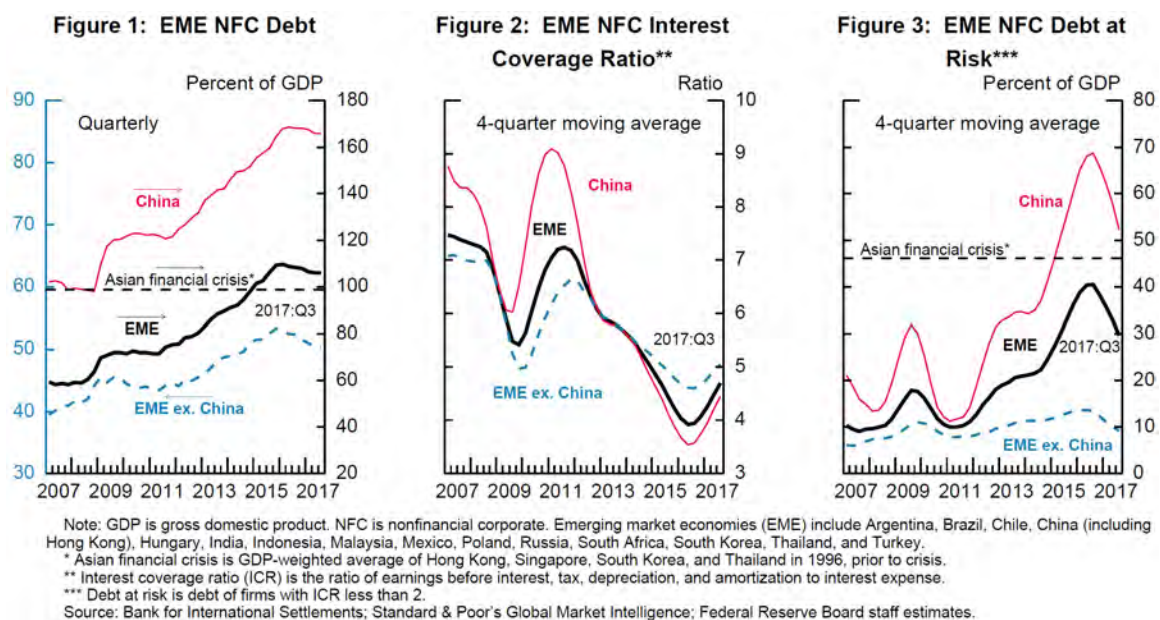 Figure 1: EME NFC Debt
Percent of GDP
90
80
70
60
50
40
30
180
160
140
120
100
80
60
40
20
Quarterly
China
Asian financial crisis*
2017:Q3
EME
EME ex. China
2007 2009 2011 2013 2015 2017
Figure 2: EME NFC Interest
Coverage Ratio**
Ratio
10
9
8
7
6
5
4
3
4-quarter moving average
China
EME
2017:Q3
EME ex. China
2007 2009 2011 2013 2015 2017
Figure 3: EME NFC Debt at
Risk***
Percent of GDP
80
70
60
50
40
30
20
10
0
4-quarter moving average
China
Asian financial crisis*
EME
2017:Q3
EME ex. China
2007 2009 2011 2013 2015 2017
Note: GDP is gross domestic product. NFC is nonfinancial corporate. Emerging market economies (EME) include Argentina, Brazil, Chile, China (including
Hong Kong), Hungary, India, Indonesia, Malaysia, Mexico, Poland, Russia, South Africa, South Korea, Thailand, and Turkey.
* Asian financial crisis is GDP-weighted average of Hong Kong, Singapore, South Korea, and Thailand in 1996, prior to crisis.
** Interest coverage ratio (ICR) is the ratio of earnings before interest, tax, depreciation, and amortization to interest expense.
*** Debt at risk is debt of firms with ICR less than 2.
Source: Bank for International Settlements; Standard & Poor's Global Market Intelligence; Federal Reserve Board staff estimates.